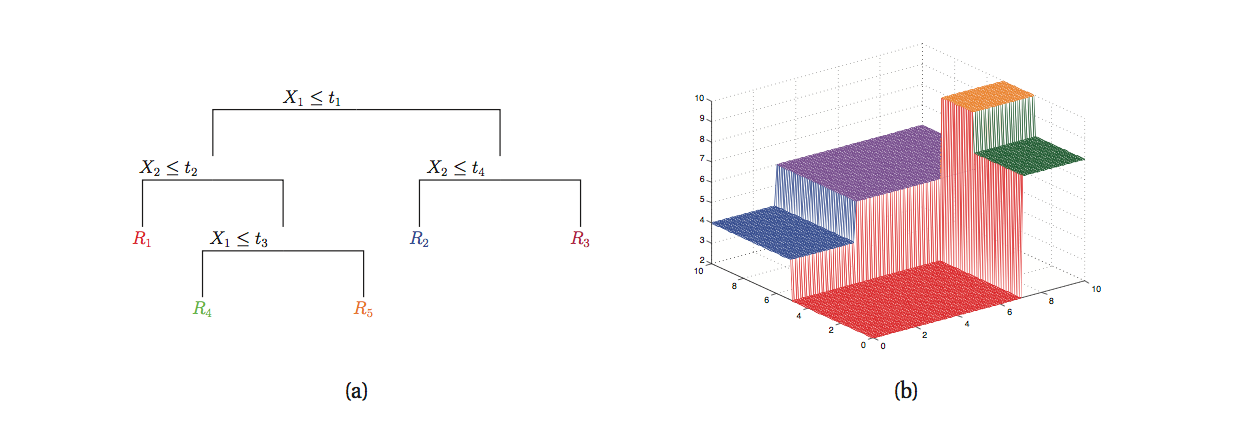 X₁ ≤ t₁
X₂ ≤ t₂
X₂ ≤ t₄
R₁
X₁ ≤ t₃
R₂
R₃
R₄
R₅
(a)
10
9
8
7
6
5
4
3
2
10
8
6
4
2
0
0
2
4
6
8
10
(b)